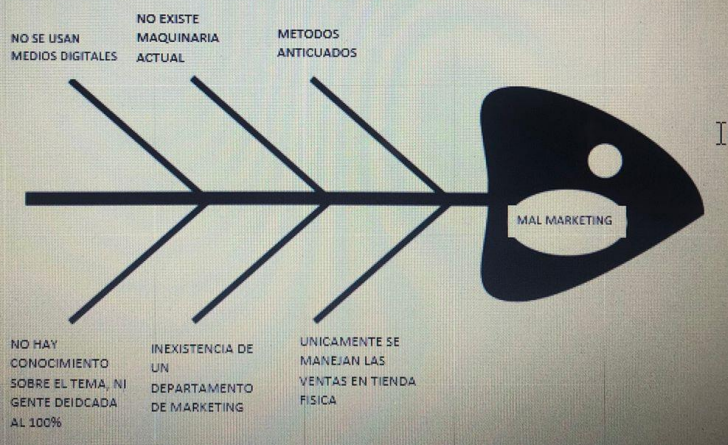 NO SE USAN
MEDIOS DIGITALES
NO EXISTE
MAQUINARIA
ACTUAL
METODOS
ANTICUADOS
MAL MARKETING
NO HAY
CONOCIMIENTO
SOBRE EL TEMA, NI
GENTE DEIDCADA
AL 100%
INEXISTENCIA DE
UN
DEPARTAMENTO
DE MARKETING
UNICAMENTE SE
MANEJAN LAS
VENTAS EN TIENDA
FISICA